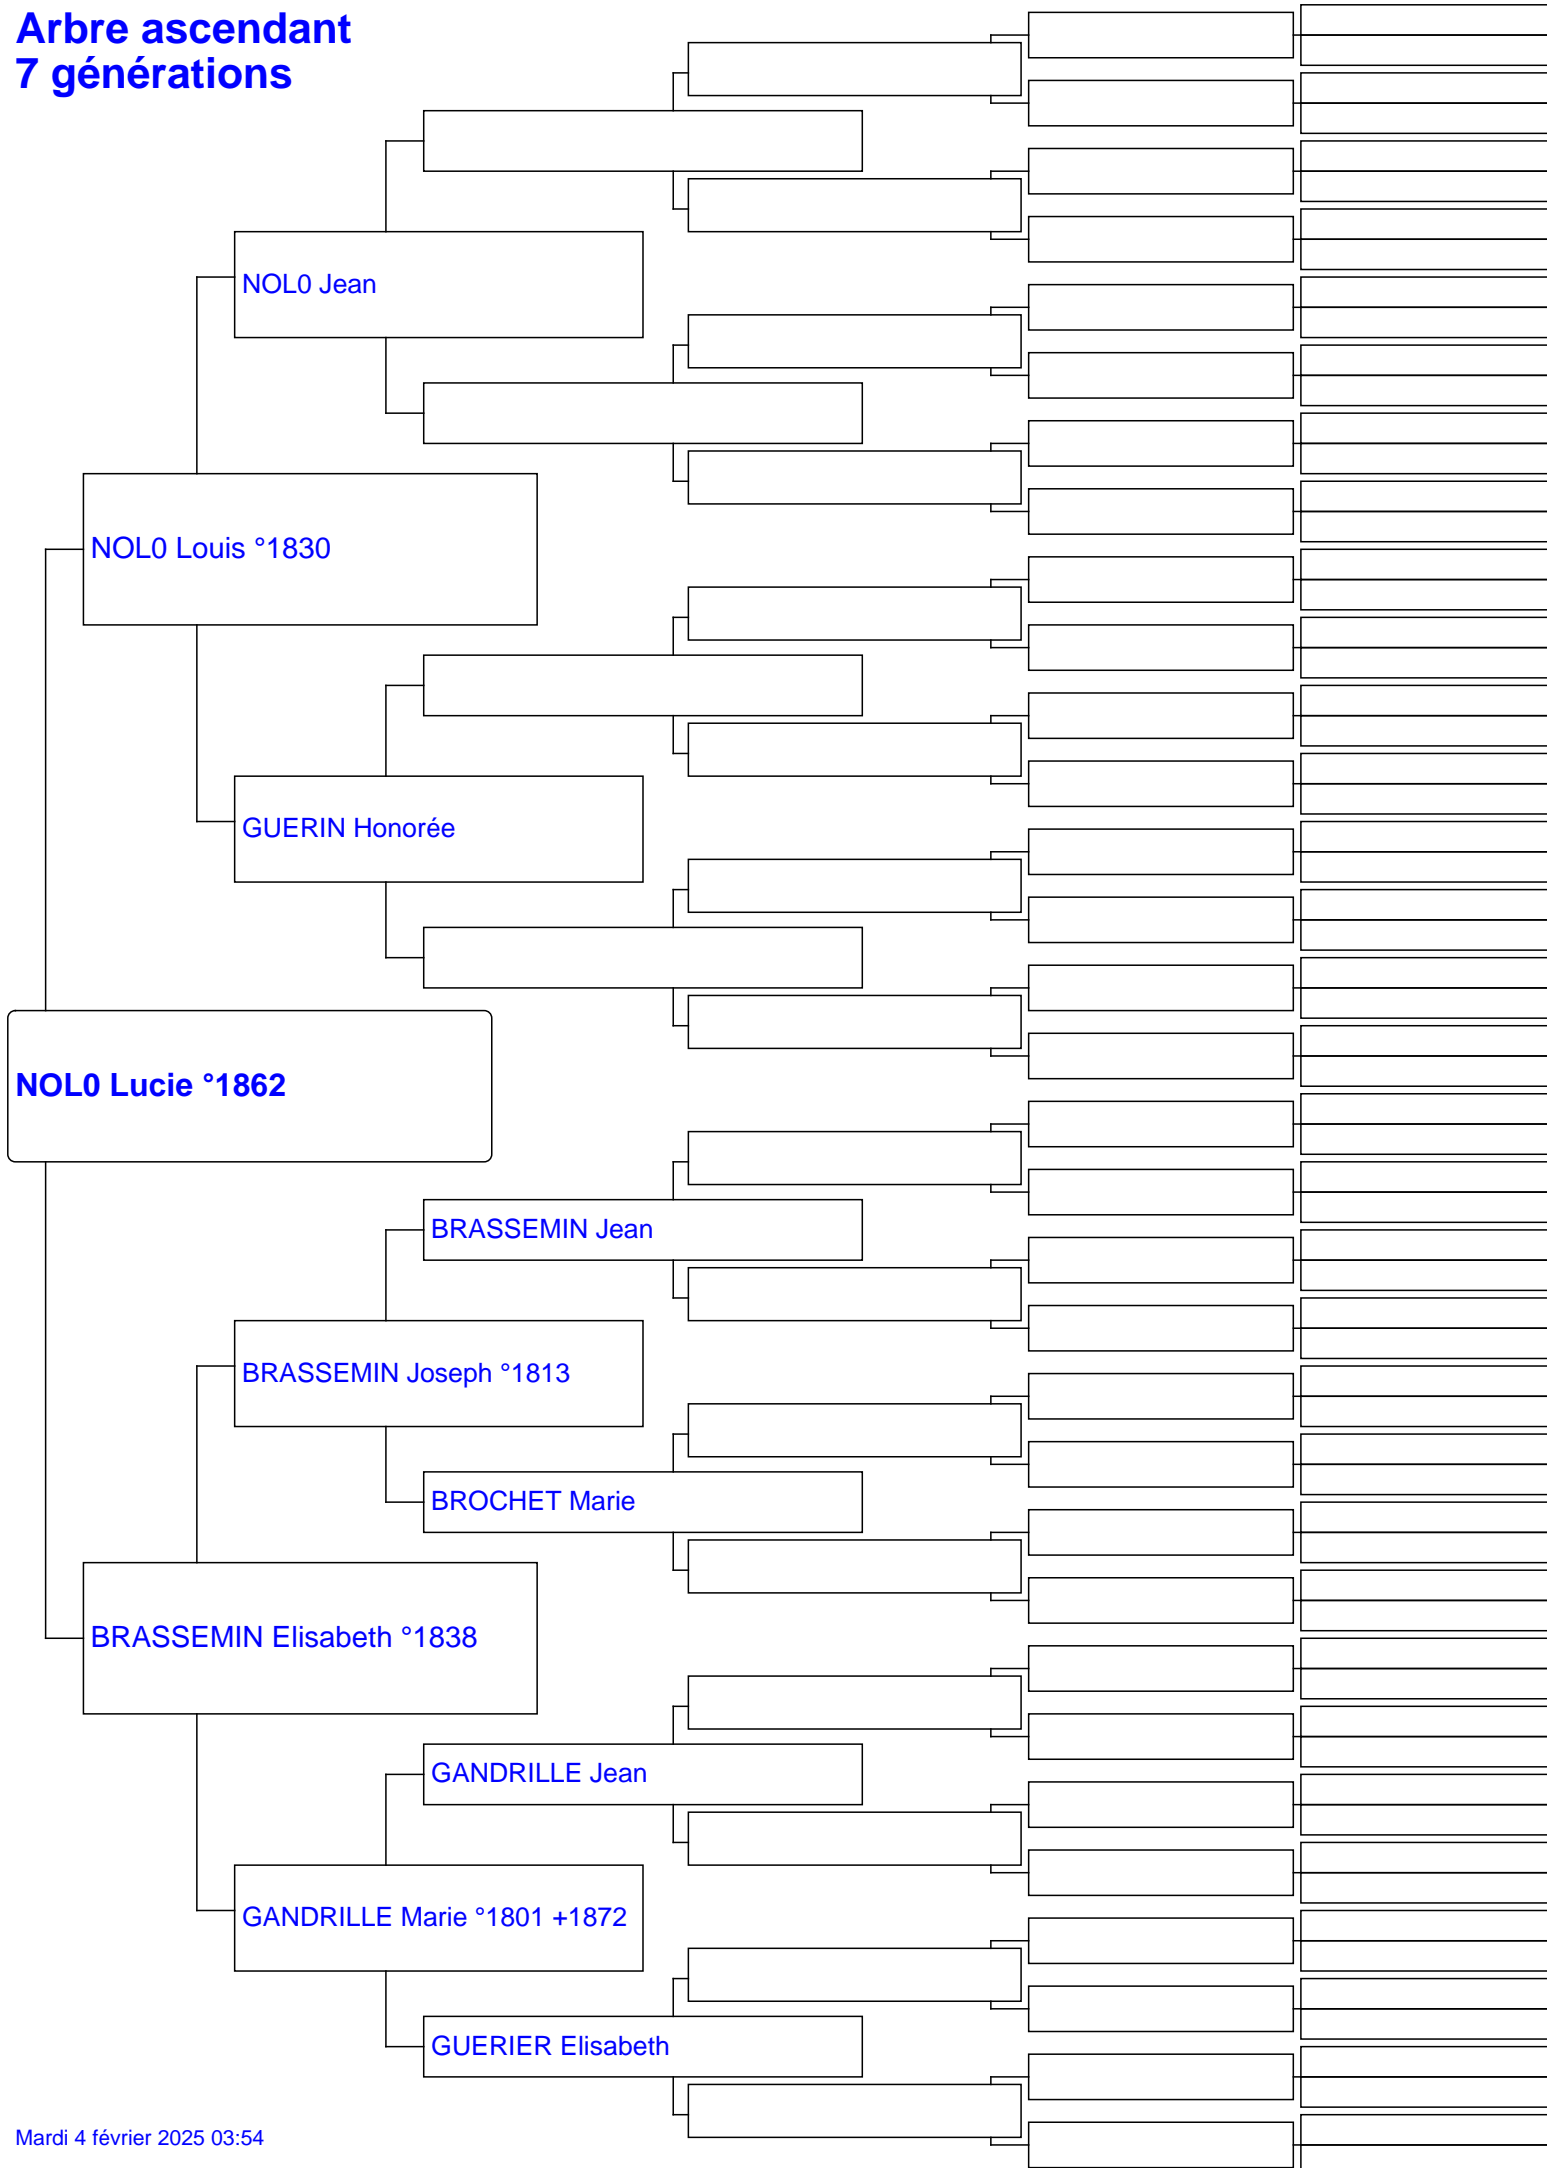 Arbre ascendant
7 générations
NOL0 Jean
NOL0 Louis °1830
GUERIN Honorée
NOL0 Lucie °1862
BRASSEMIN Jean
BRASSEMIN Joseph °1813
BROCHET Marie
BRASSEMIN Elisabeth °1838
GANDRILLE Jean
GANDRILLE Marie °1801 +1872
GUERIER Elisabeth
Mardi 4 février 2025 03:54